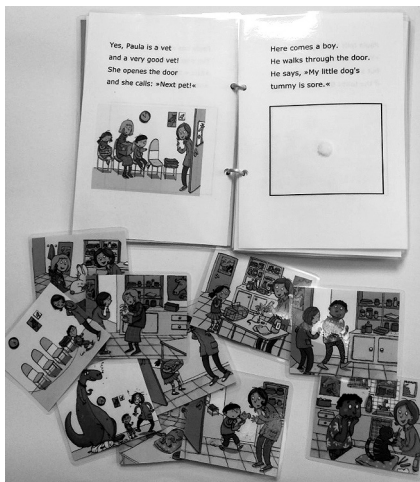 Yes, Paula is a vet
and a very good vet!
She opens the door
and she calls: »Next pet!«
Here comes a boy.
He walks through the door.
He says, »My little dog's
tummy is sore.«